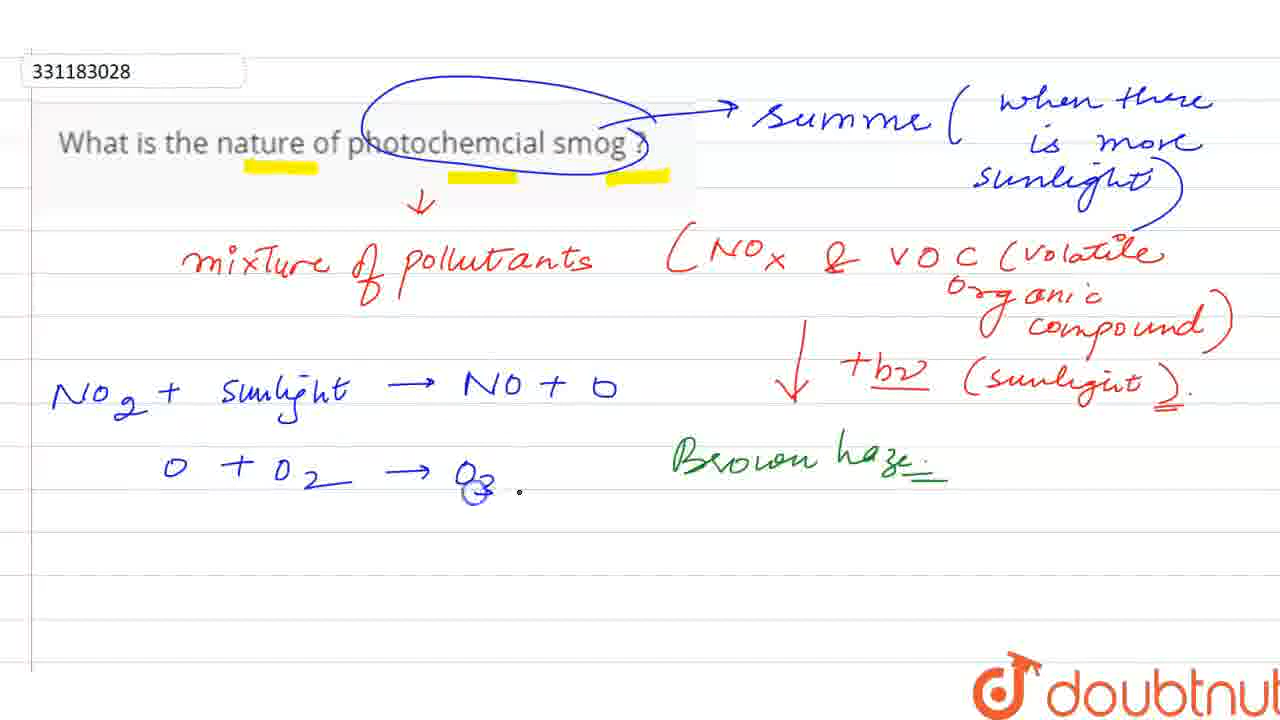 331183028
What is the nature of photochemcial smog ?
summe ( when there
is more
sunlight )
↓
mixture of pollutants ( NOx & VOC ( Volatile
Organic
compound )
↓ + hν ( sunlight ).
NO2 + sunlight → NO + O
Brown haze.
O + O2 → O3
doubtnut